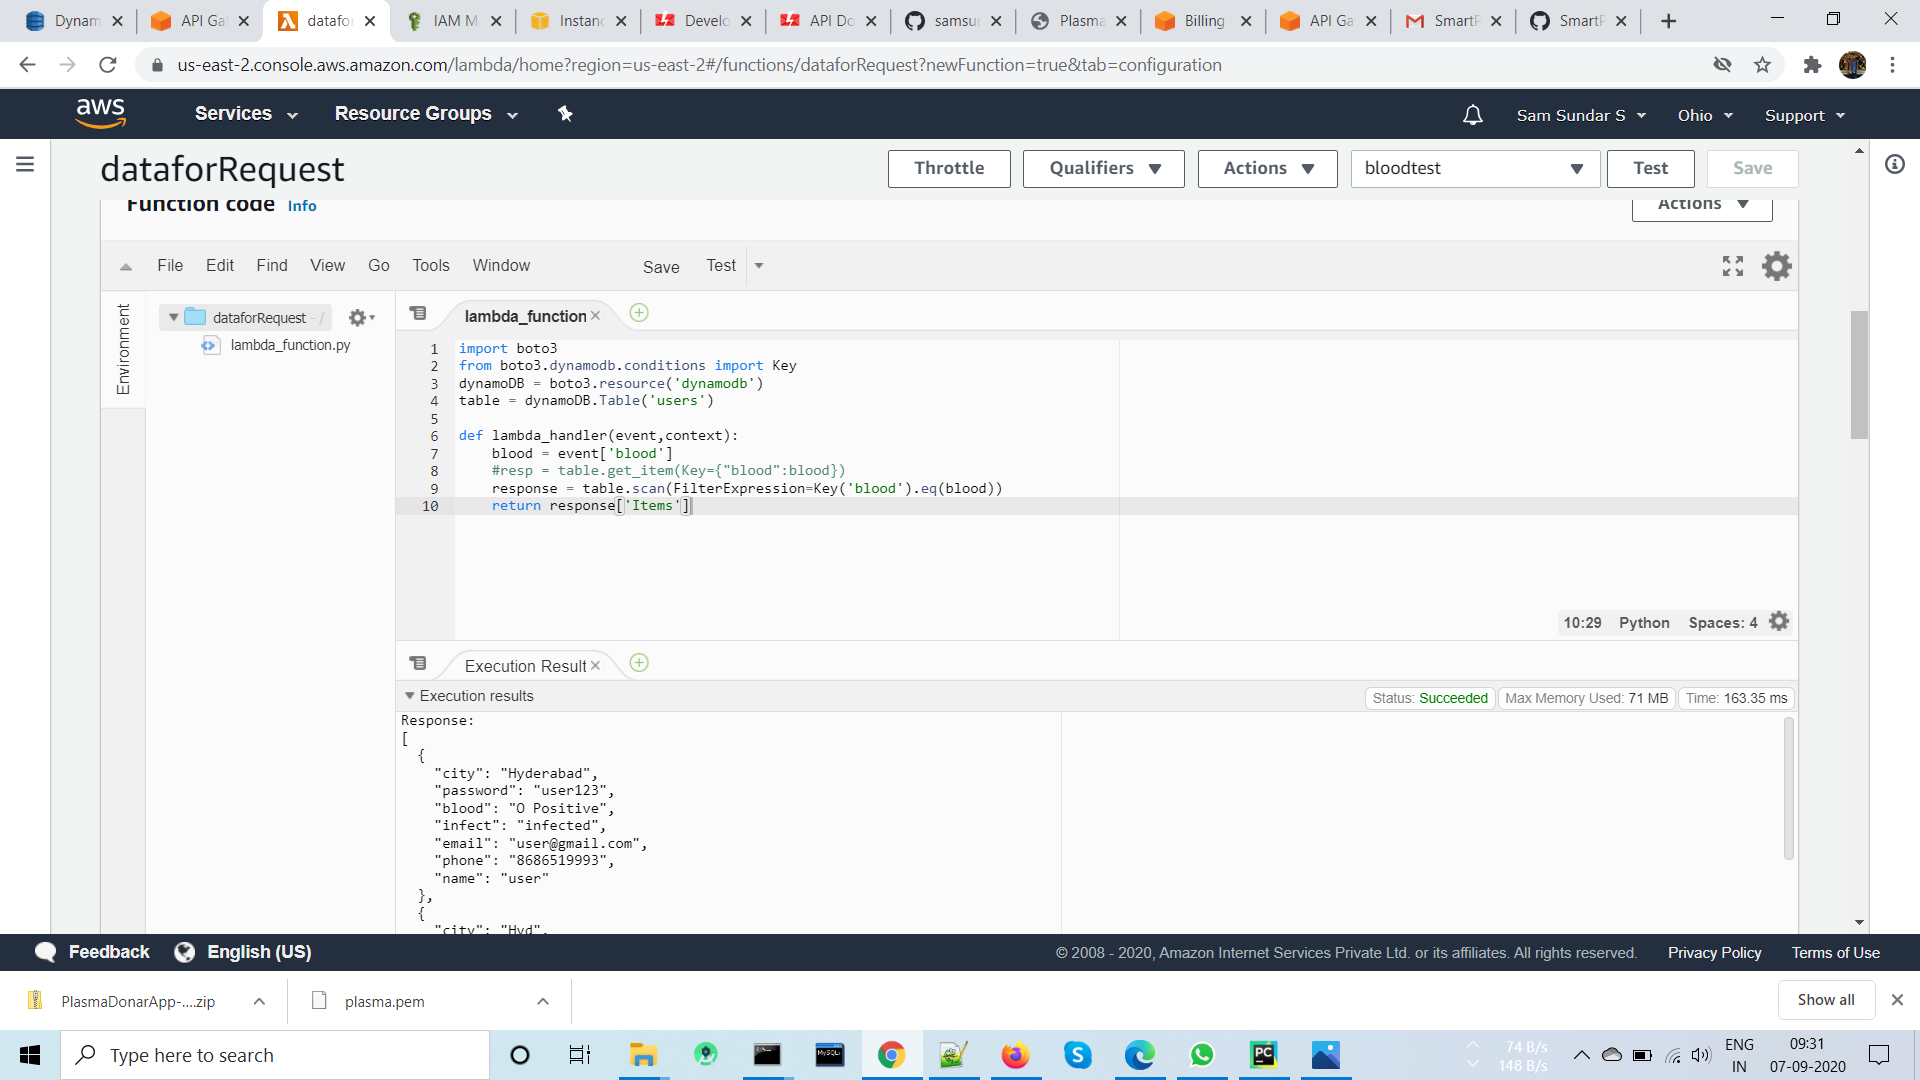 Dynam
API Ga
datafor
IAM M
Instanc
Develo
API Do
samsu
Plasma
Billing
API Ga
SmartF
SmartF
us-east-2.console.aws.amazon.com/lambda/home?region=us-east-2#/functions/dataforRequest?newFunction=true&tab=configuration
aws
Services
Resource Groups
Sam Sundar S
Ohio
Support
dataforRequest
Throttle
Qualifiers
Actions
bloodtest
Test
Save
Function code Info
Actions
File Edit Find View Go Tools Window Save Test
Environment
dataforRequest - /
lambda_function.py
lambda_function
1 import boto3
2 from boto3.dynamodb.conditions import Key
3 dynamoDB = boto3.resource('dynamodb')
4 table = dynamoDB.Table('users')
5
6 def lambda_handler(event,context):
7     blood = event['blood']
8     #resp = table.get_item(Key={"blood":blood})
9     response = table.scan(FilterExpression=Key('blood').eq(blood))
10     return response['Items']
10:29 Python Spaces: 4
Execution Result
Execution results
Status: Succeeded
Max Memory Used: 71 MB
Time: 163.35 ms
Response:
[
  {
    "city": "Hyderabad",
    "password": "user123",
    "blood": "O Positive",
    "infect": "infected",
    "email": "user@gmail.com",
    "phone": "8686519993",
    "name": "user"
  },
  {
    "city": "Hyd",
Feedback
English (US)
© 2008 - 2020, Amazon Internet Services Private Ltd. or its affiliates. All rights reserved.
Privacy Policy
Terms of Use
PlasmaDonarApp-....zip
plasma.pem
Show all
Type here to search
MySQL
PC
74 B/s
148 B/s
ENG
IN
09:31
07-09-2020